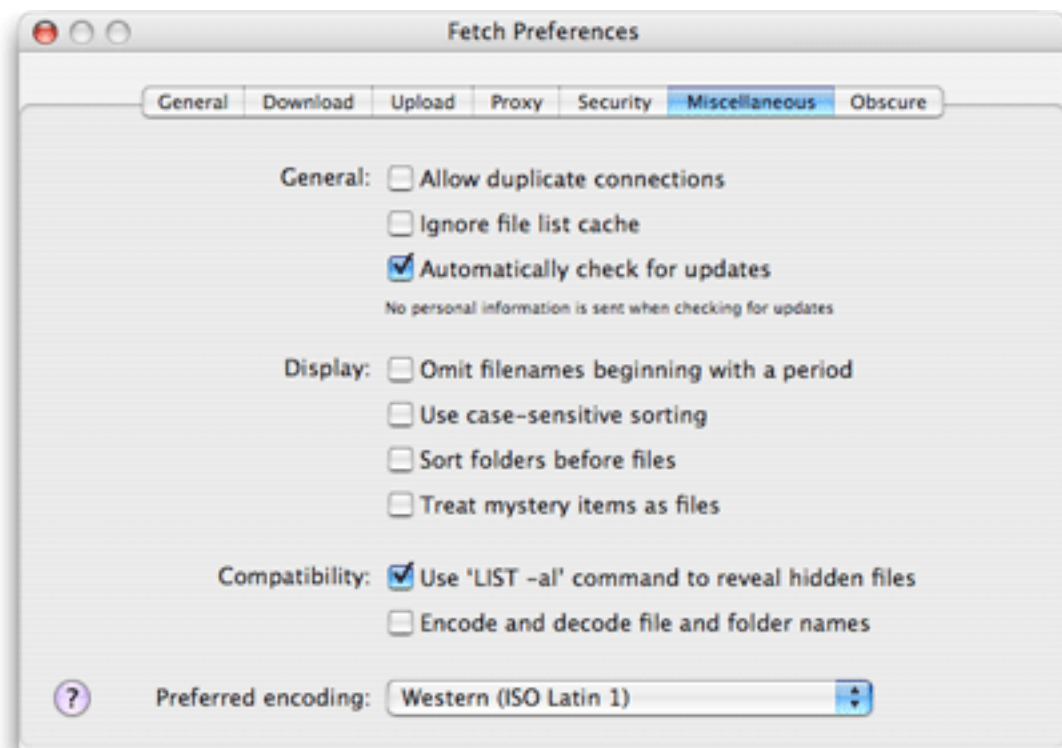 Fetch Preferences
General Download Upload Proxy Security Miscellaneous Obscure
General: Allow duplicate connections
Ignore file list cache
Automatically check for updates
No personal information is sent when checking for updates
Display: Omit filenames beginning with a period
Use case-sensitive sorting
Sort folders before files
Treat mystery items as files
Compatibility: Use 'LIST -al' command to reveal hidden files
Encode and decode file and folder names
? Preferred encoding: Western (ISO Latin 1)